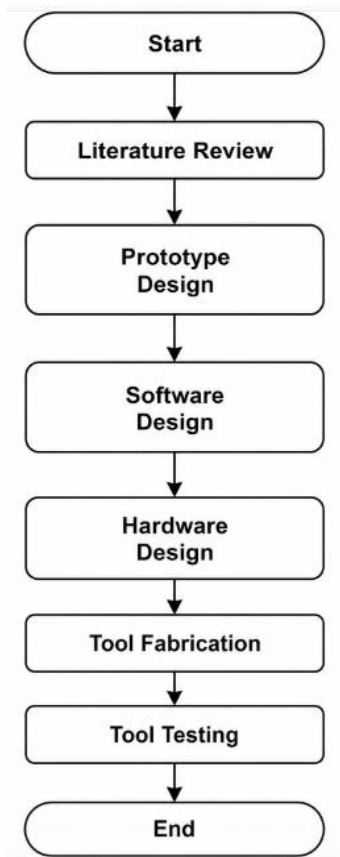 Start
Literature Review
Prototype
Design
Software
Design
Hardware
Design
Tool Fabrication
Tool Testing
End